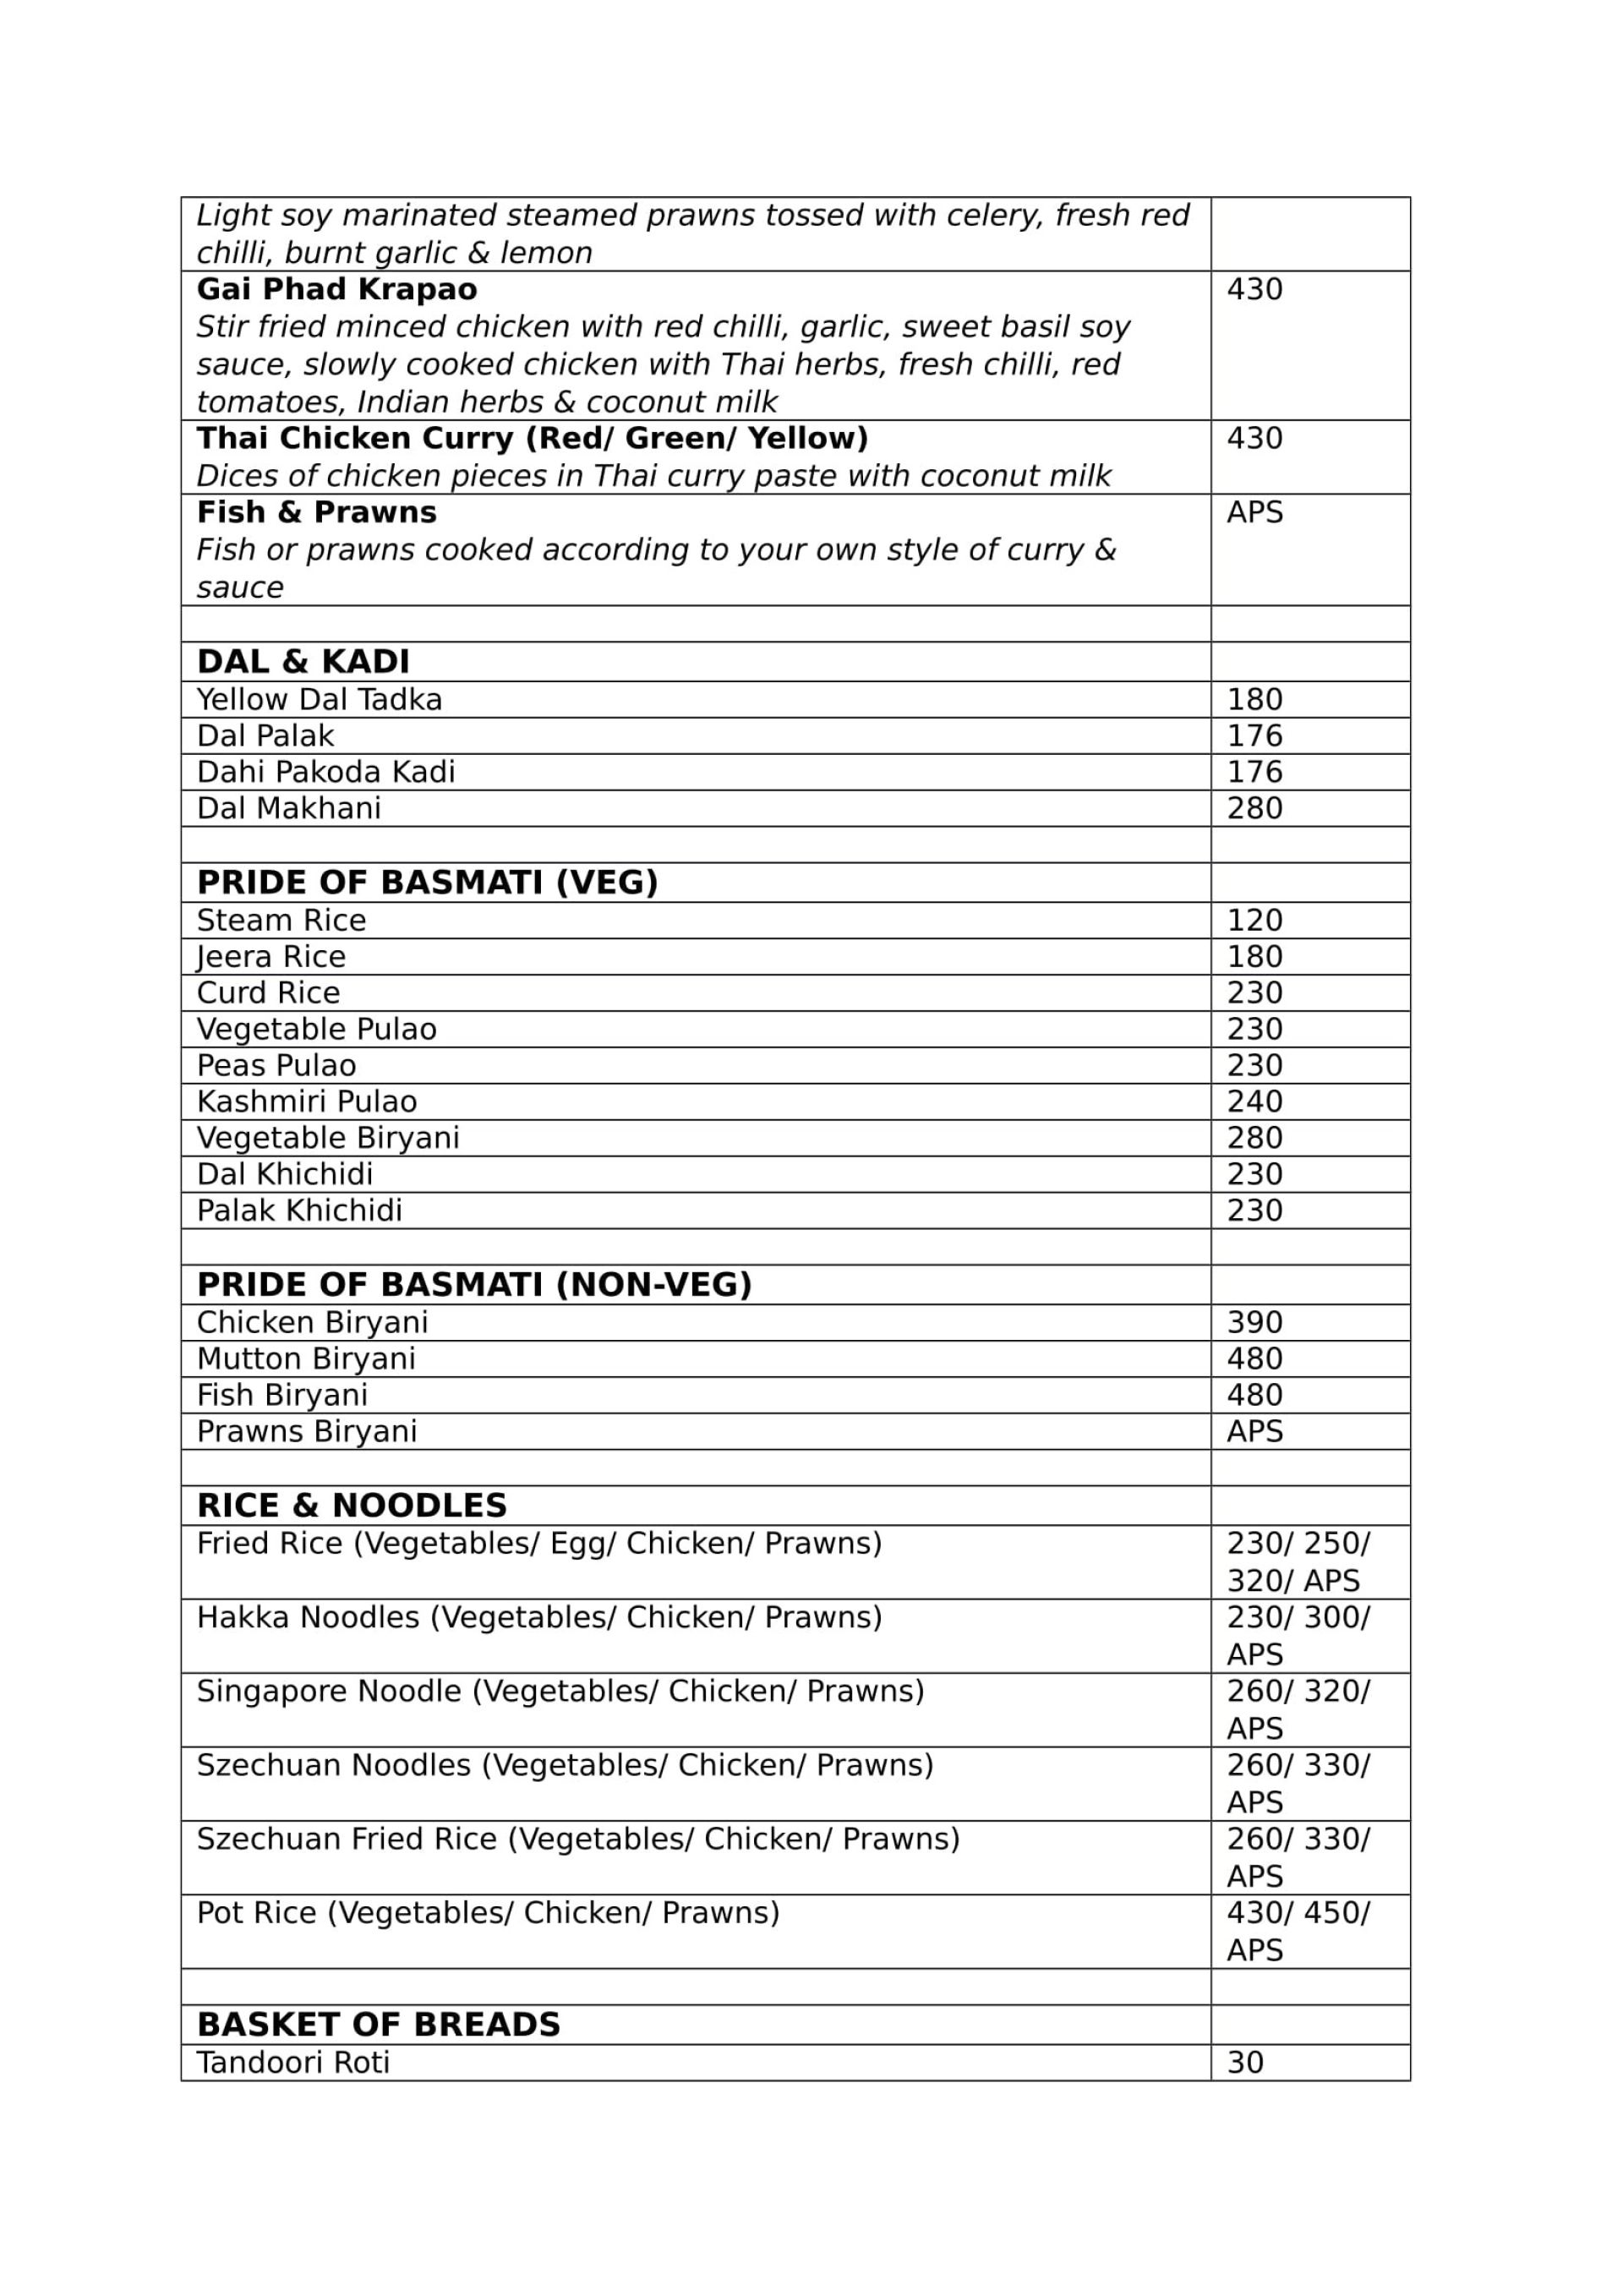 Light soy marinated steamed prawns tossed with celery, fresh red
chilli, burnt garlic & lemon
Gai Phad Krapao 430
Stir fried minced chicken with red chilli, garlic, sweet basil soy
sauce, slowly cooked chicken with Thai herbs, fresh chilli, red
tomatoes, Indian herbs & coconut milk
Thai Chicken Curry (Red/ Green/ Yellow) 430
Dices of chicken pieces in Thai curry paste with coconut milk
Fish & Prawns APS
Fish or prawns cooked according to your own style of curry &
sauce
DAL & KADI
Yellow Dal Tadka 180
Dal Palak 176
Dahi Pakoda Kadi 176
Dal Makhani 280
PRIDE OF BASMATI (VEG)
Steam Rice 120
Jeera Rice 180
Curd Rice 230
Vegetable Pulao 230
Peas Pulao 230
Kashmiri Pulao 240
Vegetable Biryani 280
Dal Khichidi 230
Palak Khichidi 230
PRIDE OF BASMATI (NON-VEG)
Chicken Biryani 390
Mutton Biryani 480
Fish Biryani 480
Prawns Biryani APS
RICE & NOODLES
Fried Rice (Vegetables/ Egg/ Chicken/ Prawns) 230/ 250/
320/ APS
Hakka Noodles (Vegetables/ Chicken/ Prawns) 230/ 300/
APS
Singapore Noodle (Vegetables/ Chicken/ Prawns) 260/ 320/
APS
Szechuan Noodles (Vegetables/ Chicken/ Prawns) 260/ 330/
APS
Szechuan Fried Rice (Vegetables/ Chicken/ Prawns) 260/ 330/
APS
Pot Rice (Vegetables/ Chicken/ Prawns) 430/ 450/
APS
BASKET OF BREADS
Tandoori Roti 30